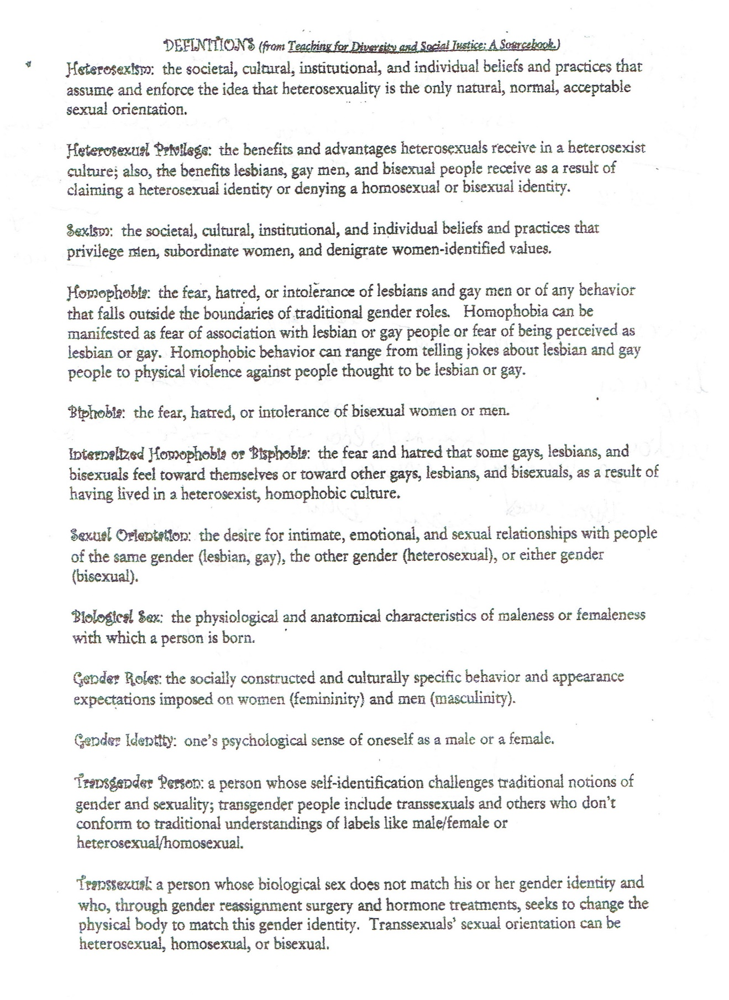 DEFINITIONS (from Teaching for Diversity and Social Justice: A Sourcebook.)
Heterosexism: the societal, cultural, institutional, and individual beliefs and practices that
assume and enforce the idea that heterosexuality is the only natural, normal, acceptable
sexual orientation.
Heterosexual Privilege: the benefits and advantages heterosexuals receive in a heterosexist
culture; also, the benefits lesbians, gay men, and bisexual people receive as a result of
claiming a heterosexual identity or denying a homosexual or bisexual identity.
Sexism: the societal, cultural, institutional, and individual beliefs and practices that
privilege men, subordinate women, and denigrate women-identified values.
Homophobia: the fear, hatred, or intolerance of lesbians and gay men or of any behavior
that falls outside the boundaries of traditional gender roles. Homophobia can be
manifested as fear of association with lesbian or gay people or fear of being perceived as
lesbian or gay. Homophobic behavior can range from telling jokes about lesbian and gay
people to physical violence against people thought to be lesbian or gay.
Biphobia: the fear, hatred, or intolerance of bisexual women or men.
Internalized Homophobia or Bisphobia: the fear and hatred that some gays, lesbians, and
bisexuals feel toward themselves or toward other gays, lesbians, and bisexuals, as a result of
having lived in a heterosexist, homophobic culture.
Sexual Orientation: the desire for intimate, emotional, and sexual relationships with people
of the same gender (lesbian, gay), the other gender (heterosexual), or either gender
(bisexual).
Biological Sex: the physiological and anatomical characteristics of maleness or femaleness
with which a person is born.
Gender Roles: the socially constructed and culturally specific behavior and appearance
expectations imposed on women (femininity) and men (masculinity).
Gender Identity: one's psychological sense of oneself as a male or a female.
Transgender Person: a person whose self-identification challenges traditional notions of
gender and sexuality; transgender people include transsexuals and others who don't
conform to traditional understandings of labels like male/female or
heterosexual/homosexual.
Transsexual: a person whose biological sex does not match his or her gender identity and
who, through gender reassignment surgery and hormone treatments, seeks to change the
physical body to match this gender identity. Transsexuals' sexual orientation can be
heterosexual, homosexual, or bisexual.